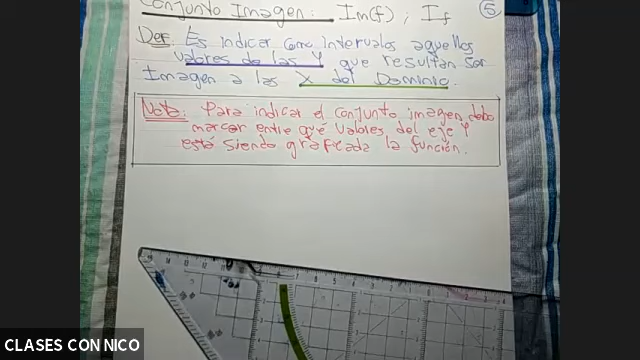 Conjunto Imagen: Im(f) ; If
5
Def. Es indicar como intervalos aquellos
valores de las Y que resultan ser
Imagen a las X del Dominio.
Nota: Para indicar el conjunto imagen debo
marcar entre qué valores del eje Y
está siendo graficada la función.
CLASES CON NICO